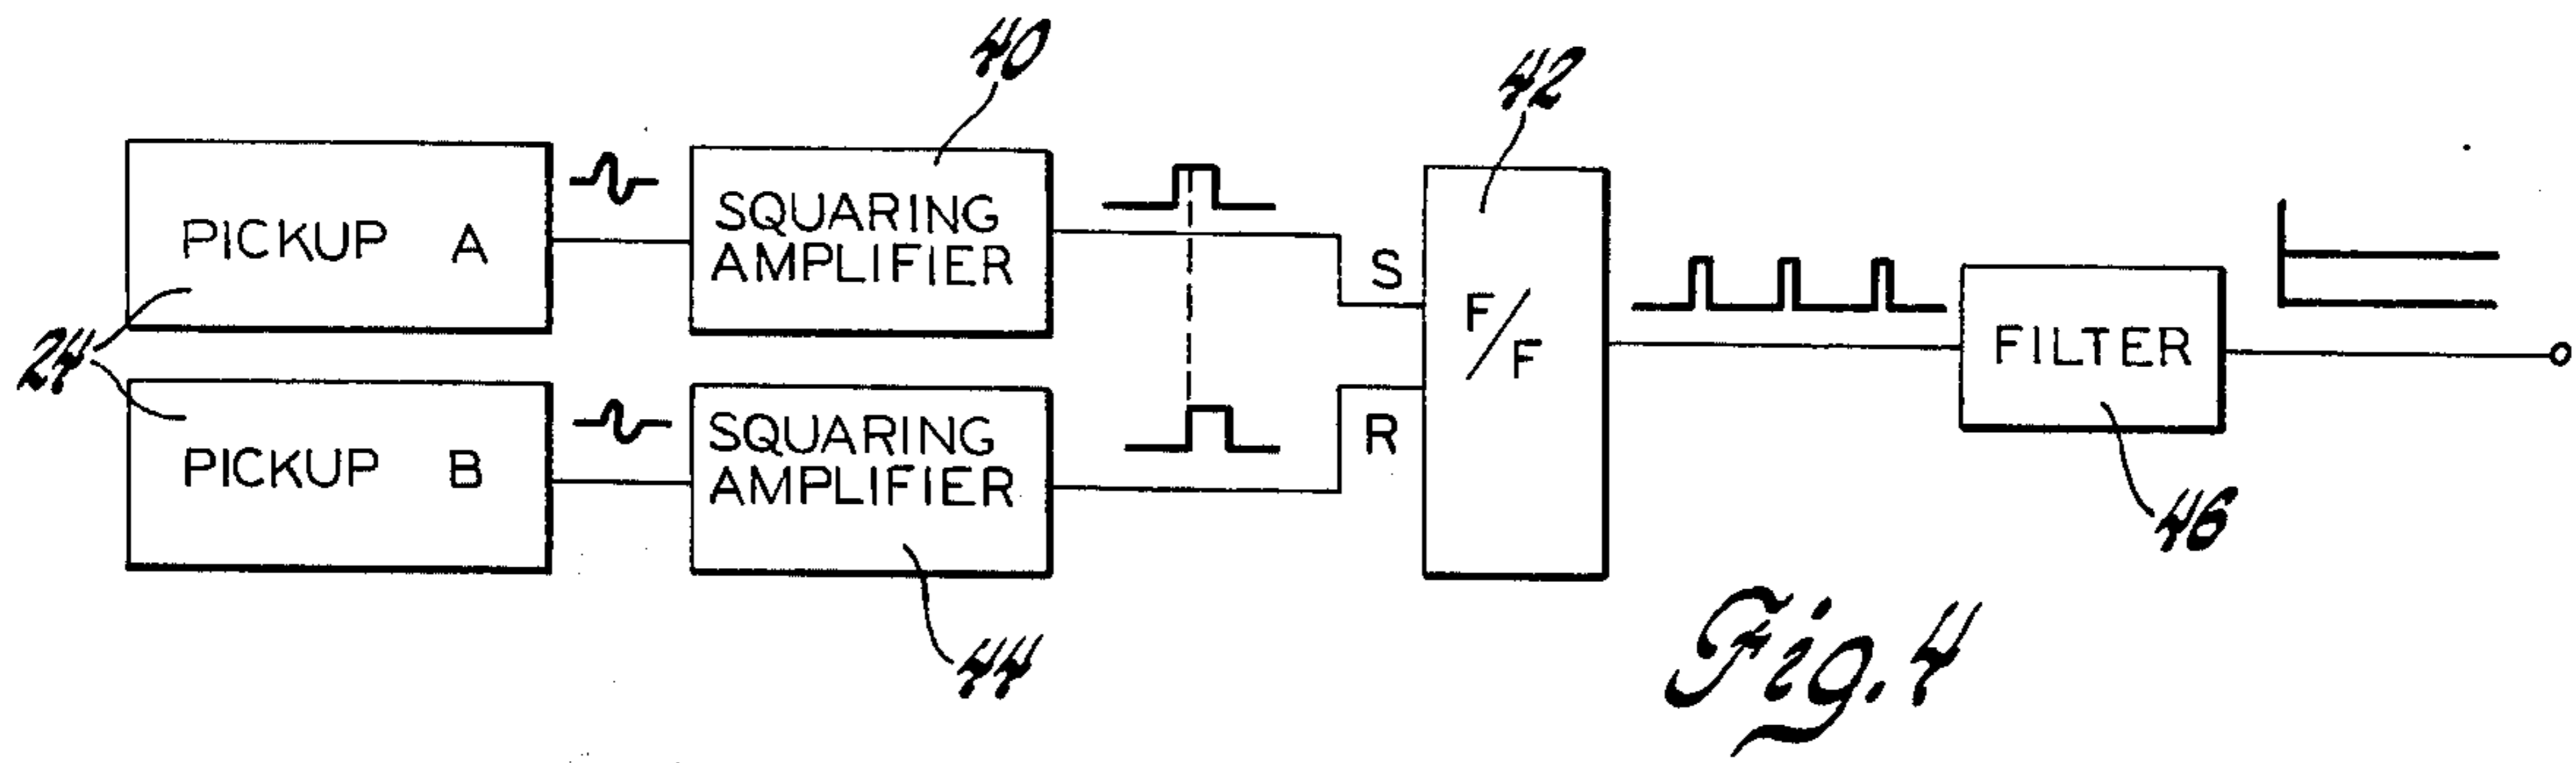 40
42
PICKUP A
SQUARING
AMPLIFIER
S
F/F
FILTER
24
PICKUP B
SQUARING
AMPLIFIER
R
46
44
Fig. 4